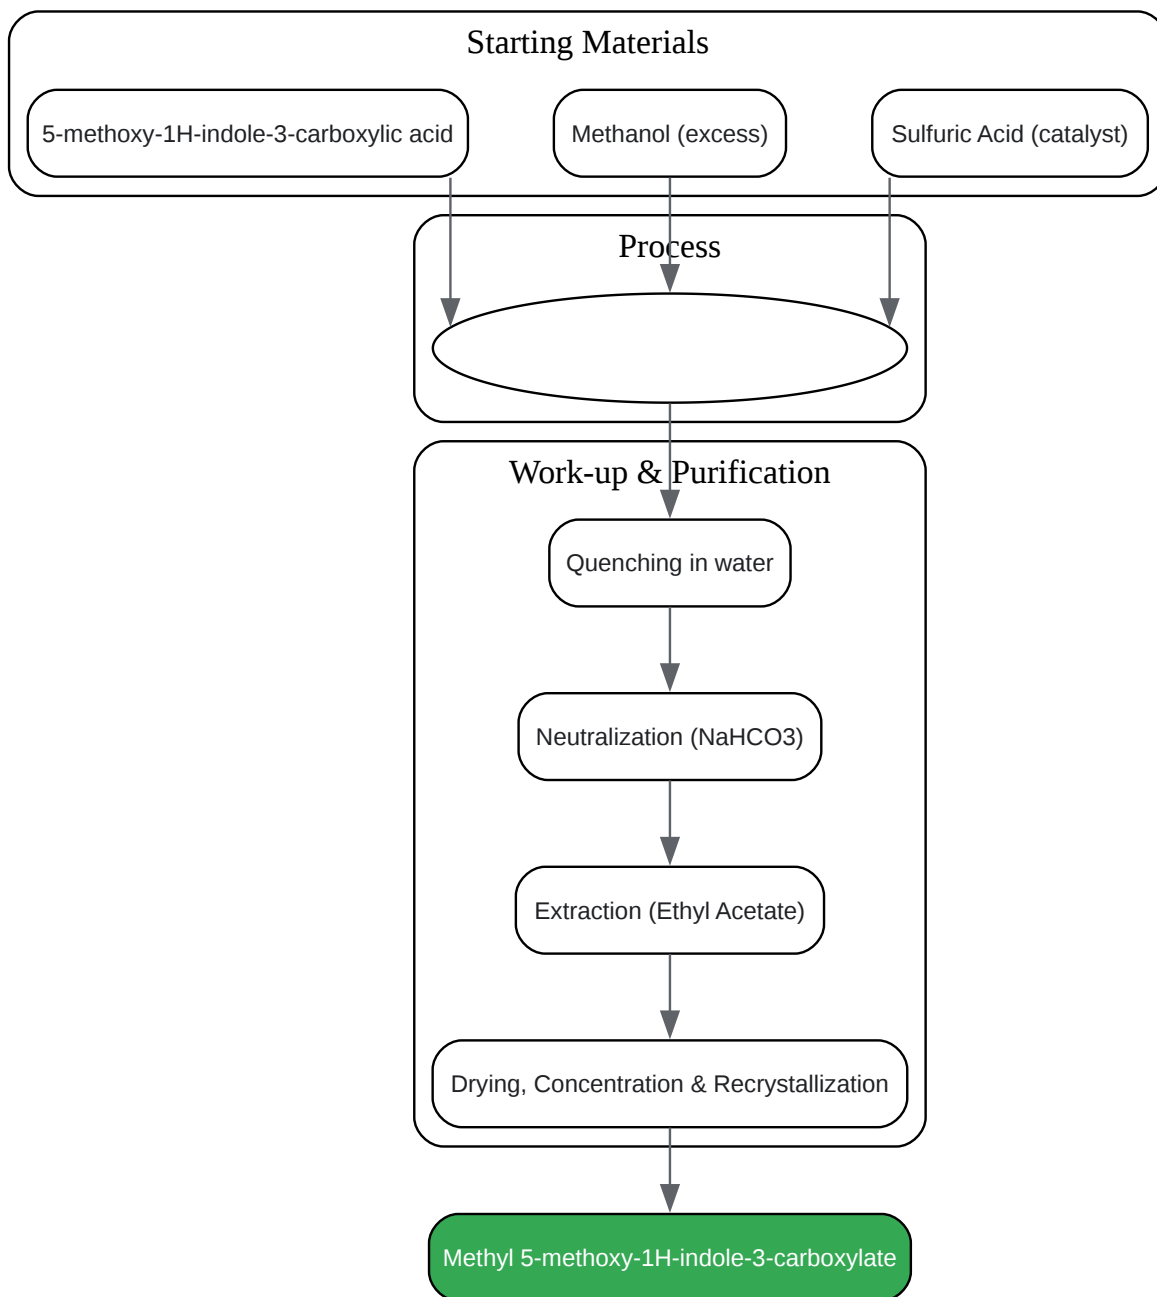 Starting Materials
5-methoxy-1H-indole-3-carboxylic acid
Methanol (excess)
Sulfuric Acid (catalyst)
Process
Work-up & Purification
Quenching in water
Neutralization (NaHCO3)
Extraction (Ethyl Acetate)
Drying, Concentration & Recrystallization
Methyl 5-methoxy-1H-indole-3-carboxylate